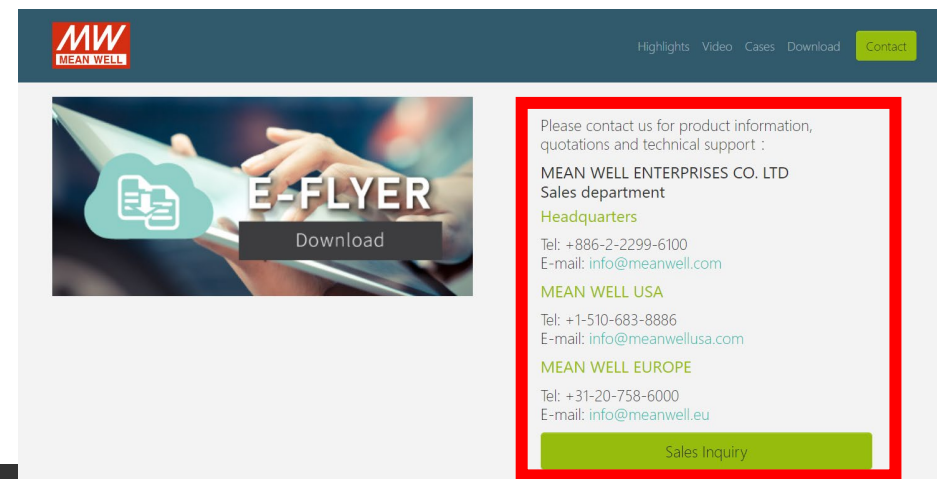 MW
MEAN WELL
Highlights Video Cases Download Contact
E-FLYER
Download
Please contact us for product information,
quotations and technical support：
MEAN WELL ENTERPRISES CO. LTD
Sales department
Headquarters
Tel: +886-2-2299-6100
E-mail: info@meanwell.com
MEAN WELL USA
Tel: +1-510-683-8886
E-mail: info@meanwellusa.com
MEAN WELL EUROPE
Tel: +31-20-758-6000
E-mail: info@meanwell.eu
Sales Inquiry